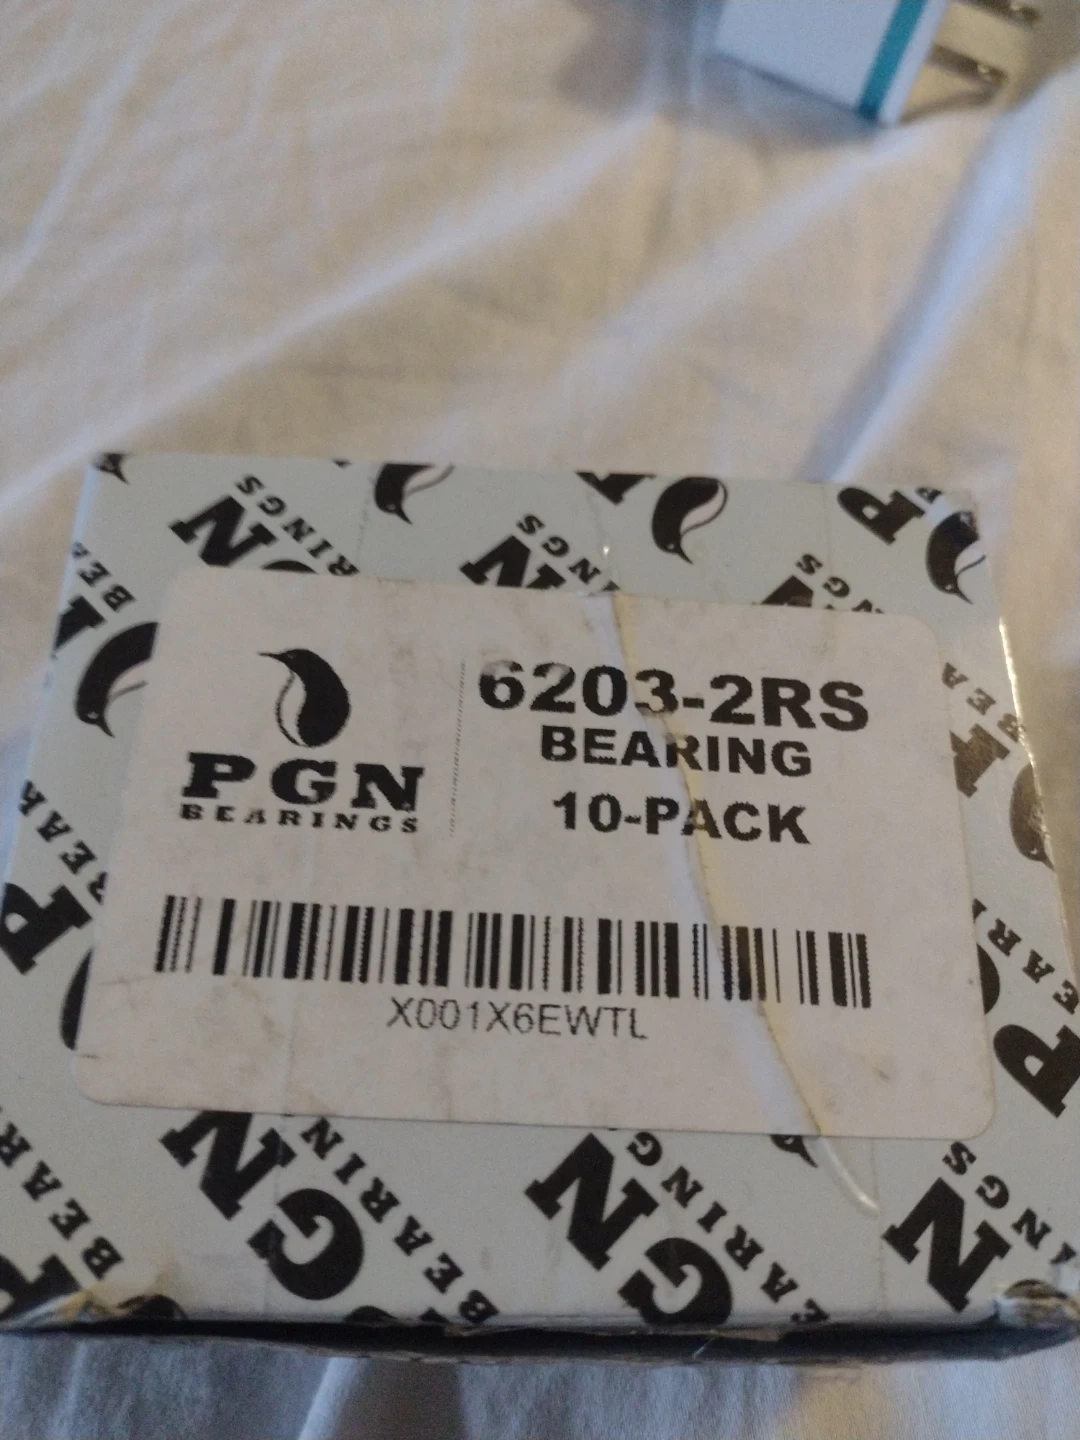 PGN
BEARINGS
6203-2RS
BEARING
10-PACK
X001X6EWTL